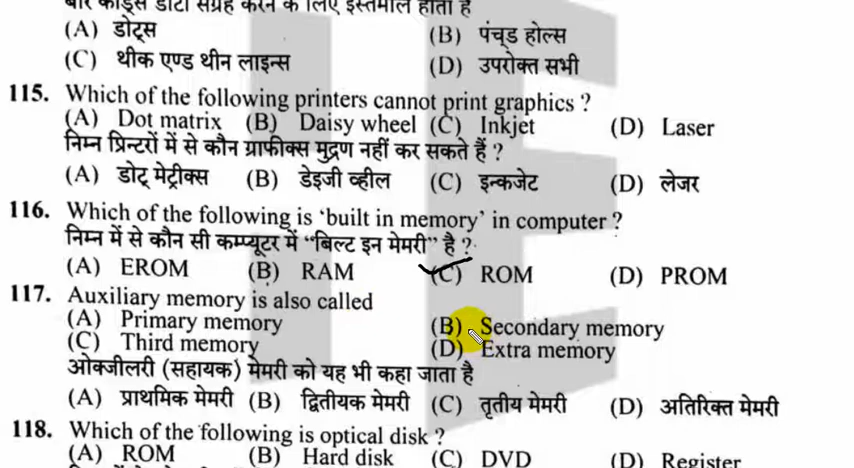 बार कोड्स डाटा संग्रह करने के लिए इस्तेमाल होता है
(A) डोट्स (B) पंच्ड होल्स
(C) थीक एण्ड थीन लाइन्स (D) उपरोक्त सभी
115. Which of the following printers cannot print graphics ?
(A) Dot matrix (B) Daisy wheel (C) Inkjet (D) Laser
निम्न प्रिन्टरों में से कौन ग्राफीक्स मुद्रण नहीं कर सकते हैं ?
(A) डोट् मेट्रीक्स (B) डेइजी व्हील (C) इन्कजेट (D) लेजर
116. Which of the following is ‘built in memory’ in computer ?
निम्न में से कौन सी कम्प्यूटर में “बिल्ट इन मेमरी” है ?
(A) EROM (B) RAM (C) ROM (D) PROM
117. Auxiliary memory is also called
(A) Primary memory (B) Secondary memory
(C) Third memory (D) Extra memory
ओक्जीलरी (सहायक) मेमरी को यह भी कहा जाता है
(A) प्राथमिक मेमरी (B) द्वितीयक मेमरी (C) तृतीय मेमरी (D) अतिरिक्त मेमरी
118. Which of the following is optical disk ?
(A) ROM (B) Hard disk (C) DVD (D) Register